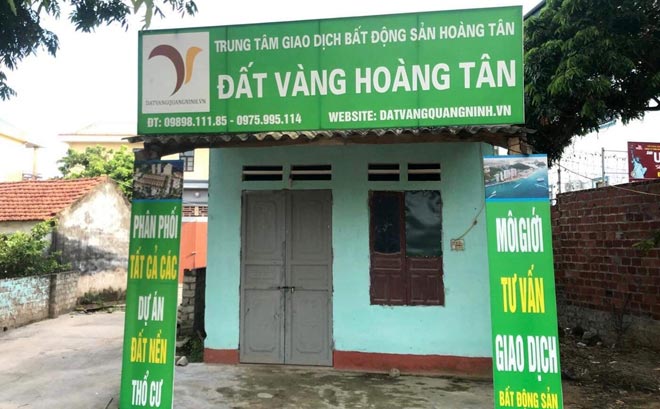 TRUNG TÂM GIAO DỊCH BẤT ĐỘNG SẢN HOÀNG TÂN
ĐẤT VÀNG HOÀNG TÂN
DATVANGQUANGNINH.VN
ĐT: 09898.111.85 - 0975.995.114
WEBSITE: DATVANGQUANGNINH.VN
PHÂN PHỐI
TẤT CẢ CÁC
DỰ ÁN
ĐẤT NỀN
THỔ CƯ
MÔI GIỚI
TƯ VẤN
GIAO DỊCH
BẤT ĐỘNG SẢN